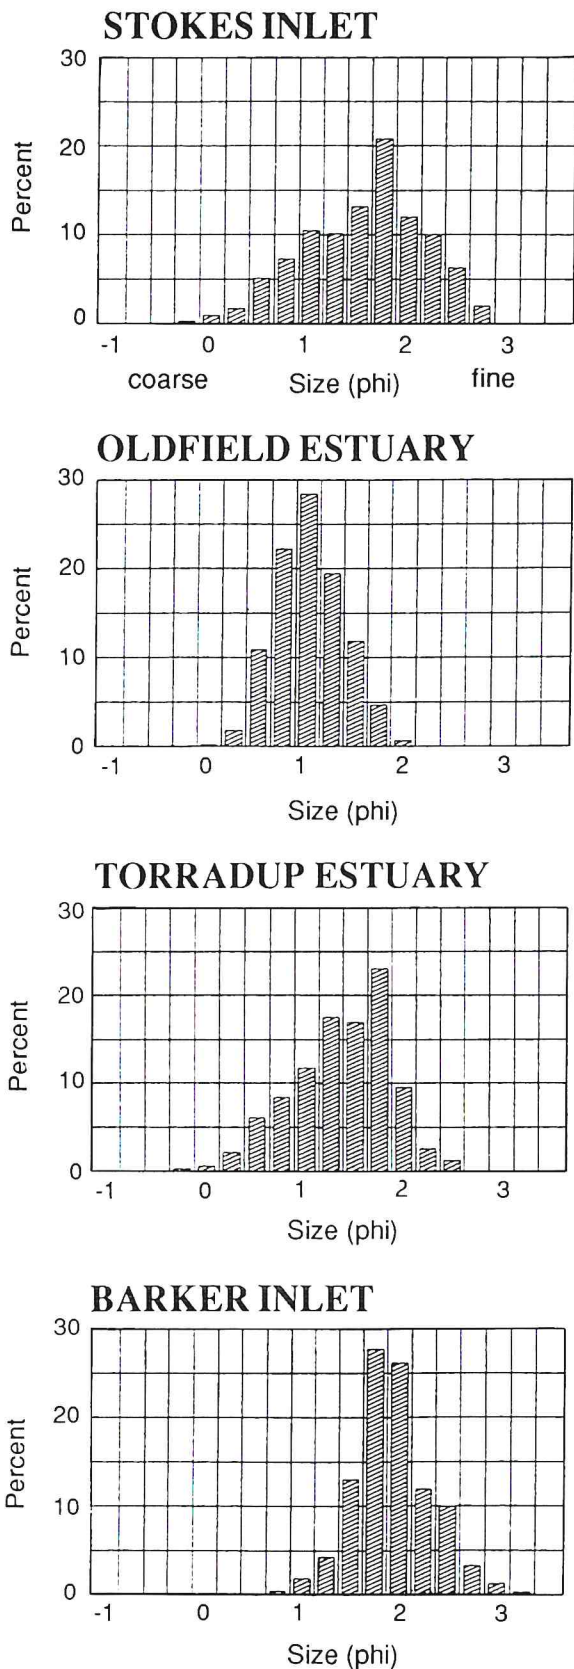 STOKES INLET
30
20
10
0
Percent
-1 0 1 2 3
coarse Size (phi) fine
OLDFIELD ESTUARY
30
20
10
0
Percent
-1 0 1 2 3
Size (phi)
TORRADUP ESTUARY
30
20
10
0
Percent
-1 0 1 2 3
Size (phi)
BARKER INLET
30
20
10
0
Percent
-1 0 1 2 3
Size (phi)